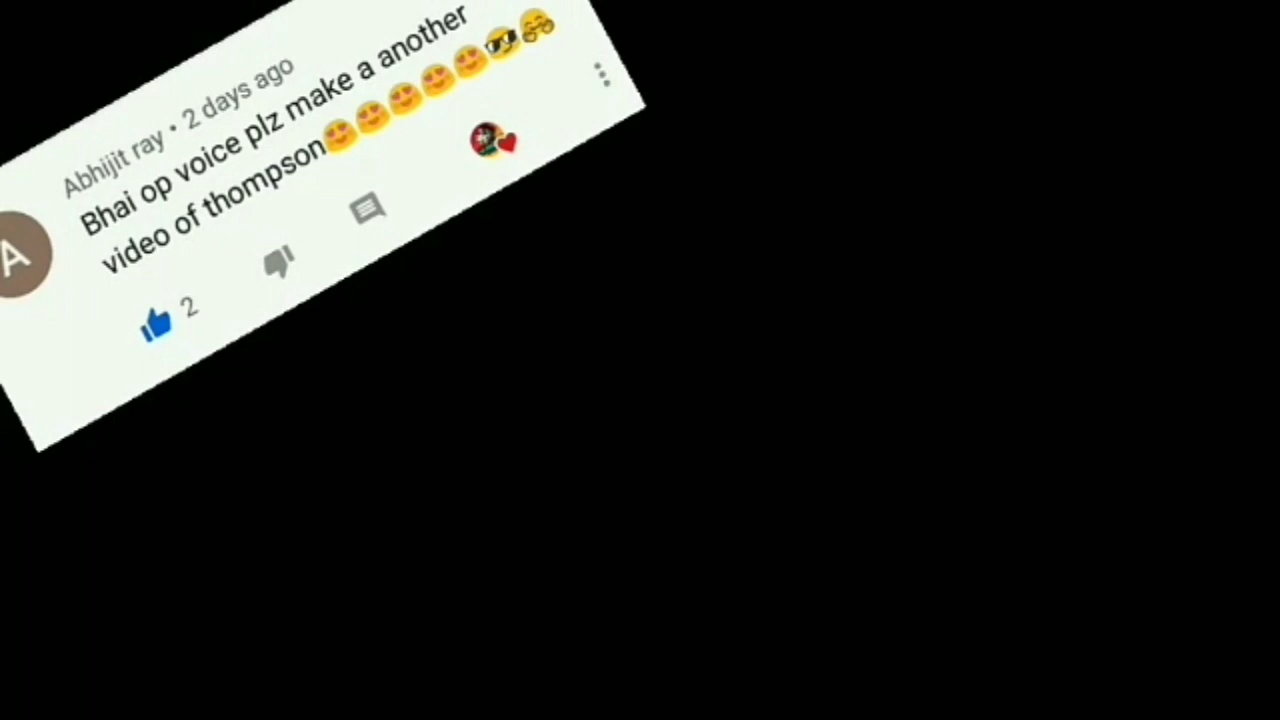 Abhijit ray • 2 days ago
Bhai op voice plz make a another
video of thompson😍😍😍😍😍😎🤗
2
A